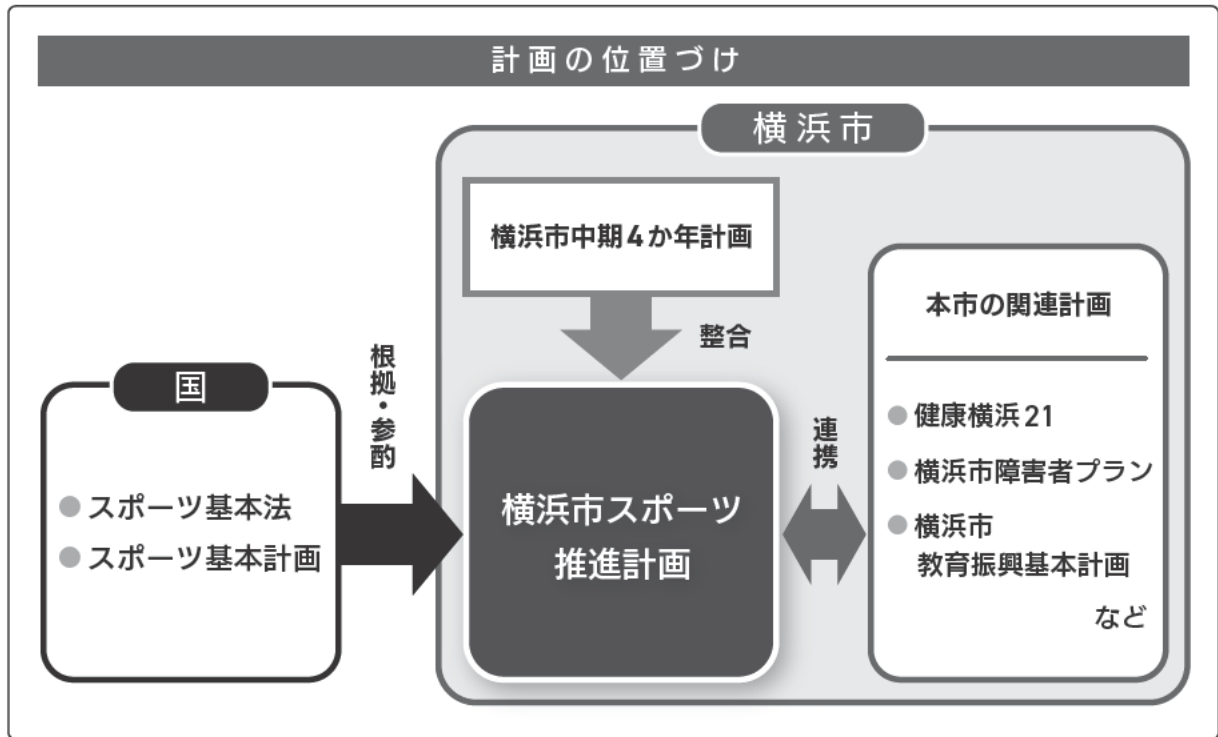 計画の位置づけ
横浜市
横浜市中期4か年計画
整合
国
スポーツ基本法
スポーツ基本計画
根拠・参酌
横浜市スポーツ
推進計画
連携
本市の関連計画
健康横浜21
横浜市障害者プラン
横浜市
教育振興基本計画
など